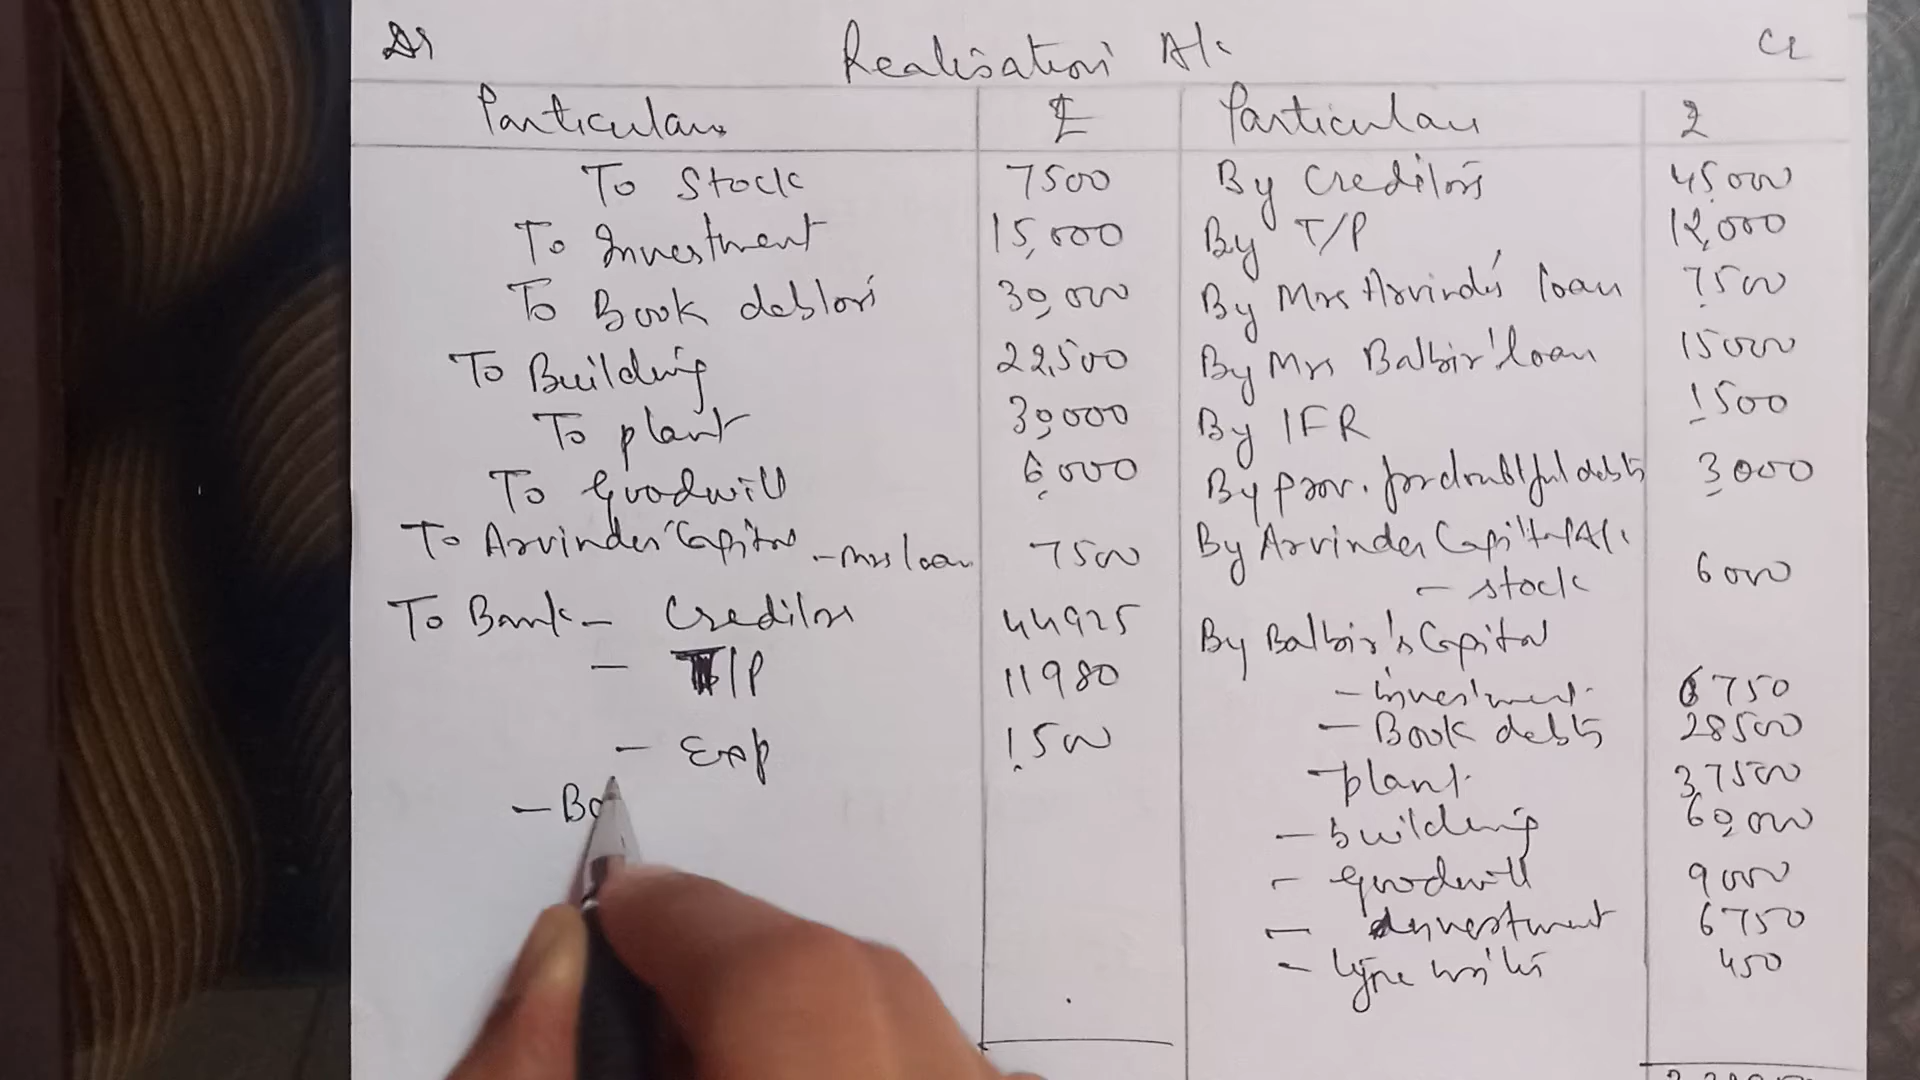 Dr Realisation A/c Cr
Particulars ₹ Particulars ₹
To Stock 7500 By Creditors 45000
To Investment 15,000 By T/P 12,000
To Book debtors 30,000 By Mrs Arvind's loan 7500
To Building 22,500 By Mrs Balbir' loan 15000
To plant 30,000 By IFR 1500
To Goodwill 6,000 By prov. for doubtful debts 3000
To Arvinder Capital - Mrs loan 7500 By Arvinder Capital A/c
- stock 6000
To Bank - Creditors 44925 By Balbir's Capital
- T/P 11980 - investment 6750
- Exp 1,500 - Book debts 28500
- plant 37500
- Ba - building 60,000
- goodwill 9000
- investment 6750
- 450